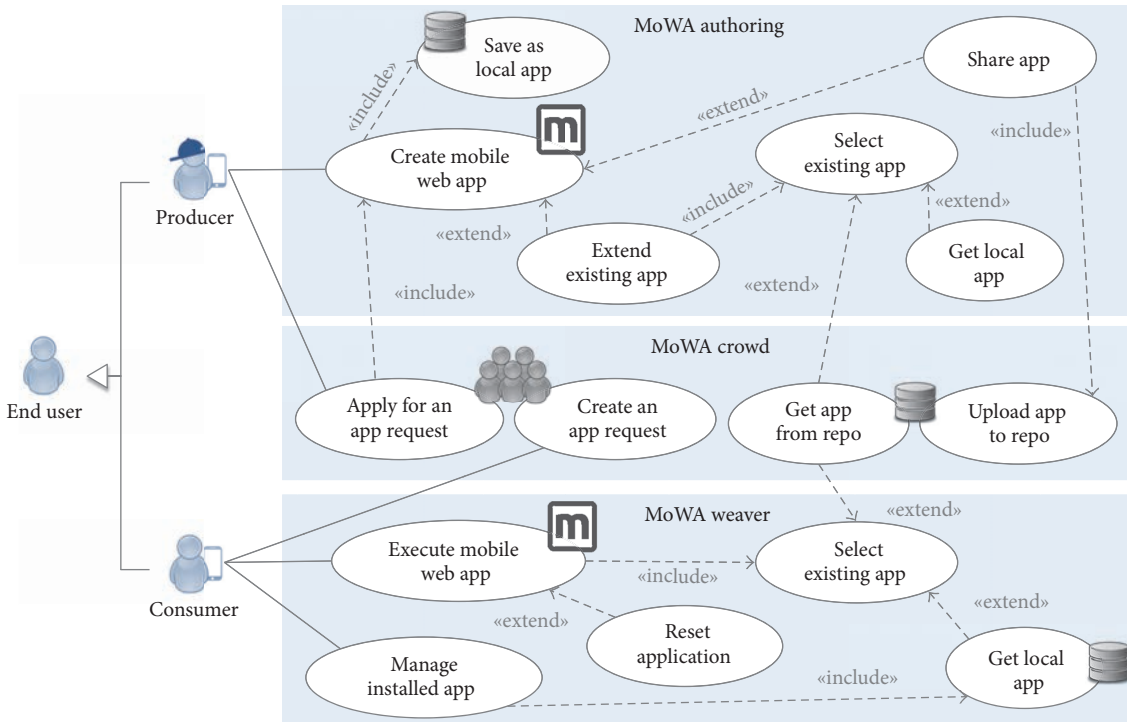 MoWA authoring
Save as
local app
Share app
«include»
«extend»
«include»
m
Create mobile
web app
Select
existing app
Producer
«include»
«extend»
«extend»
Extend
existing app
Get local
app
«include»
«extend»
End user
MoWA crowd
Apply for an
app request
Create an
app request
Get app
from repo
Upload app
to repo
MoWA weaver
«extend»
m
Execute mobile
web app
Select
existing app
«include»
Consumer
«extend»
«extend»
Reset
application
Manage
installed app
Get local
app
«include»